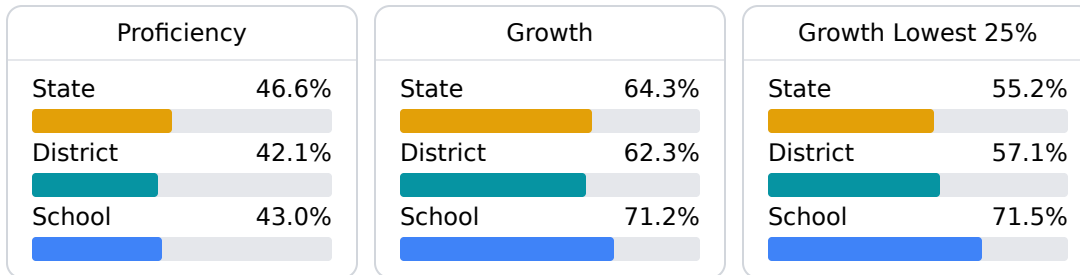 Proficiency
State 46.6%
District 42.1%
School 43.0%
Growth
State 64.3%
District 62.3%
School 71.2%
Growth Lowest 25%
State 55.2%
District 57.1%
School 71.5%